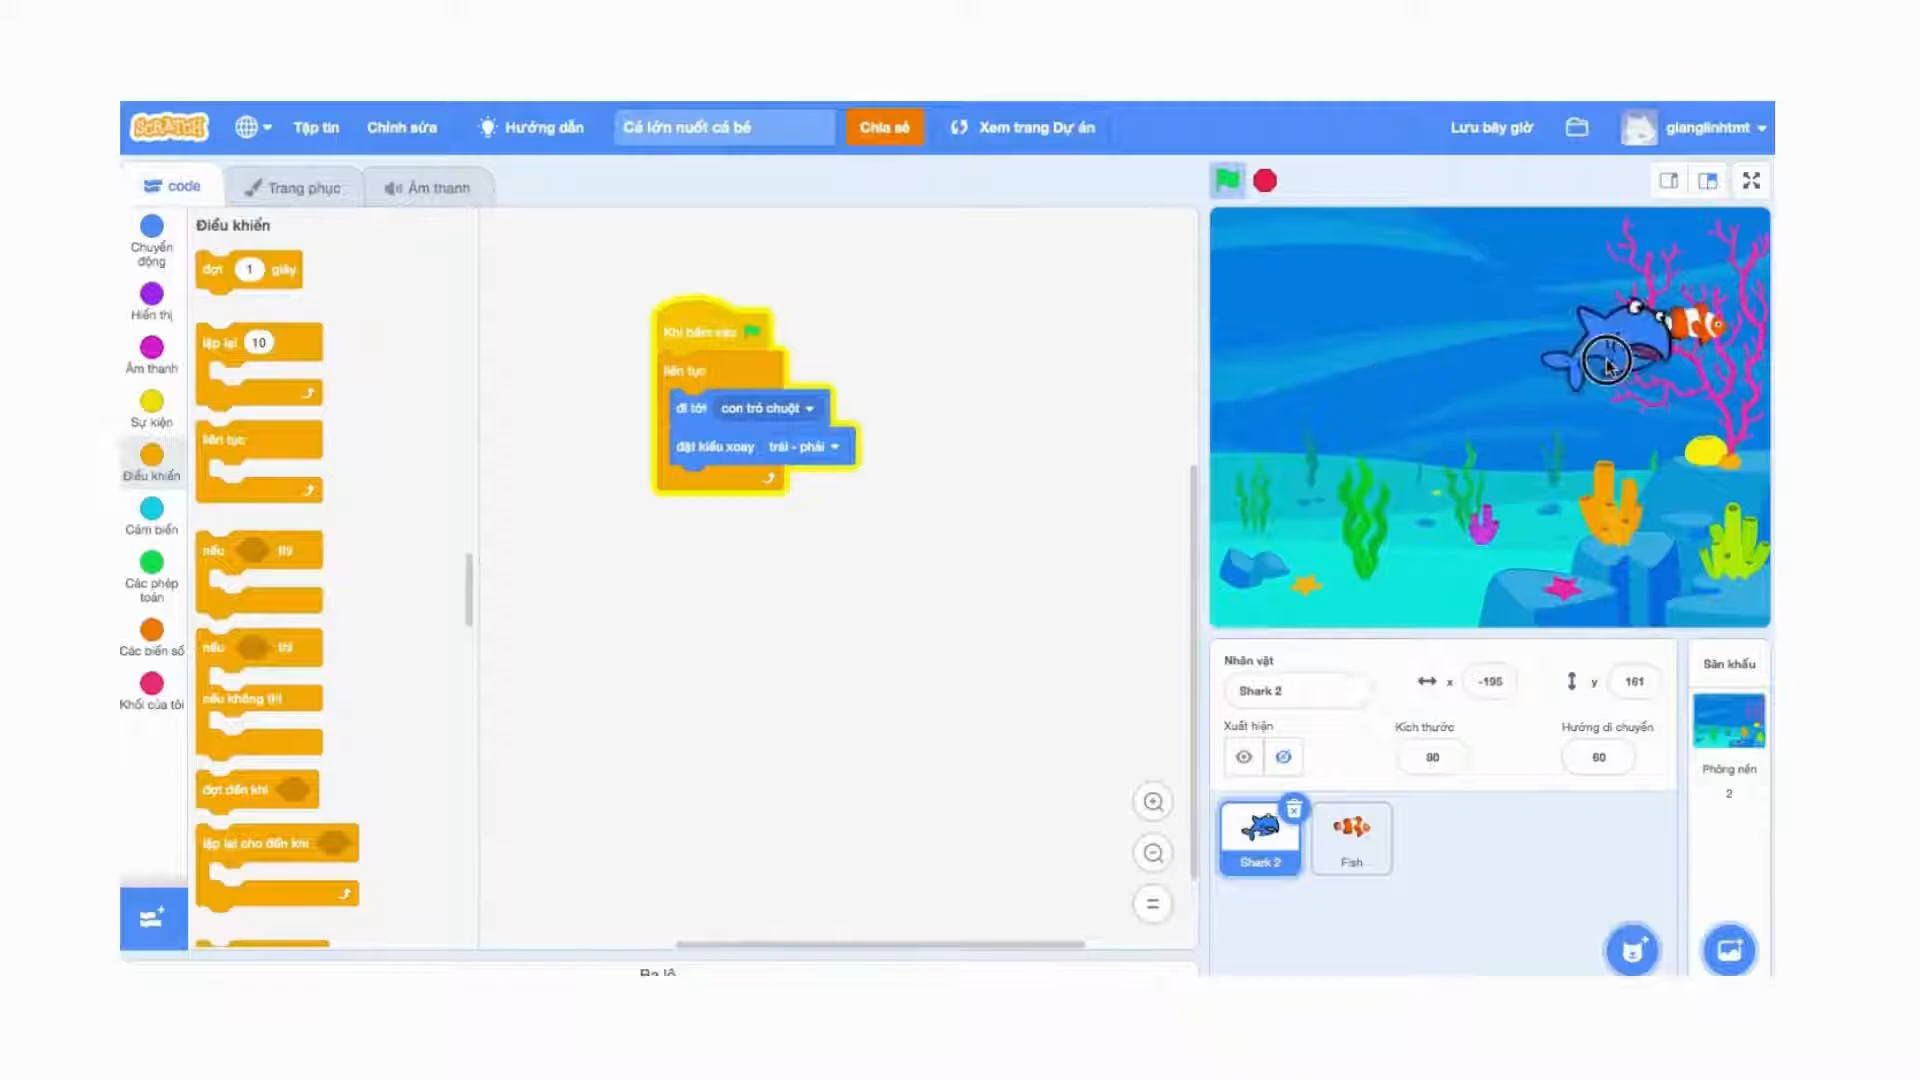 SCRATCH
Tập tin
Chỉnh sửa
Hướng dẫn
Cá lớn nuốt cá bé
Chia sẻ
Xem trang Dự án
Lưu bây giờ
gianglinhtmt
code
Trang phục
Âm thanh
Chuyển động
Hiển thị
Âm thanh
Sự kiện
Điều khiển
Cảm biến
Các phép toán
Các biến số
Khối của tôi
Điều khiển
đợi 1 giây
lặp lại 10
liên tục
nếu thì
nếu thì
nếu không thì
đợi đến khi
lặp lại cho đến khi
Khi bấm vào
liên tục
đi tới con trỏ chuột
đặt kiểu xoay trái - phải
Nhân vật
Shark 2
x -195
y 161
Xuất hiện
Kích thước
80
Hướng di chuyển
60
Shark 2
Fish
Sân khấu
Phông nền
2
Ba lô